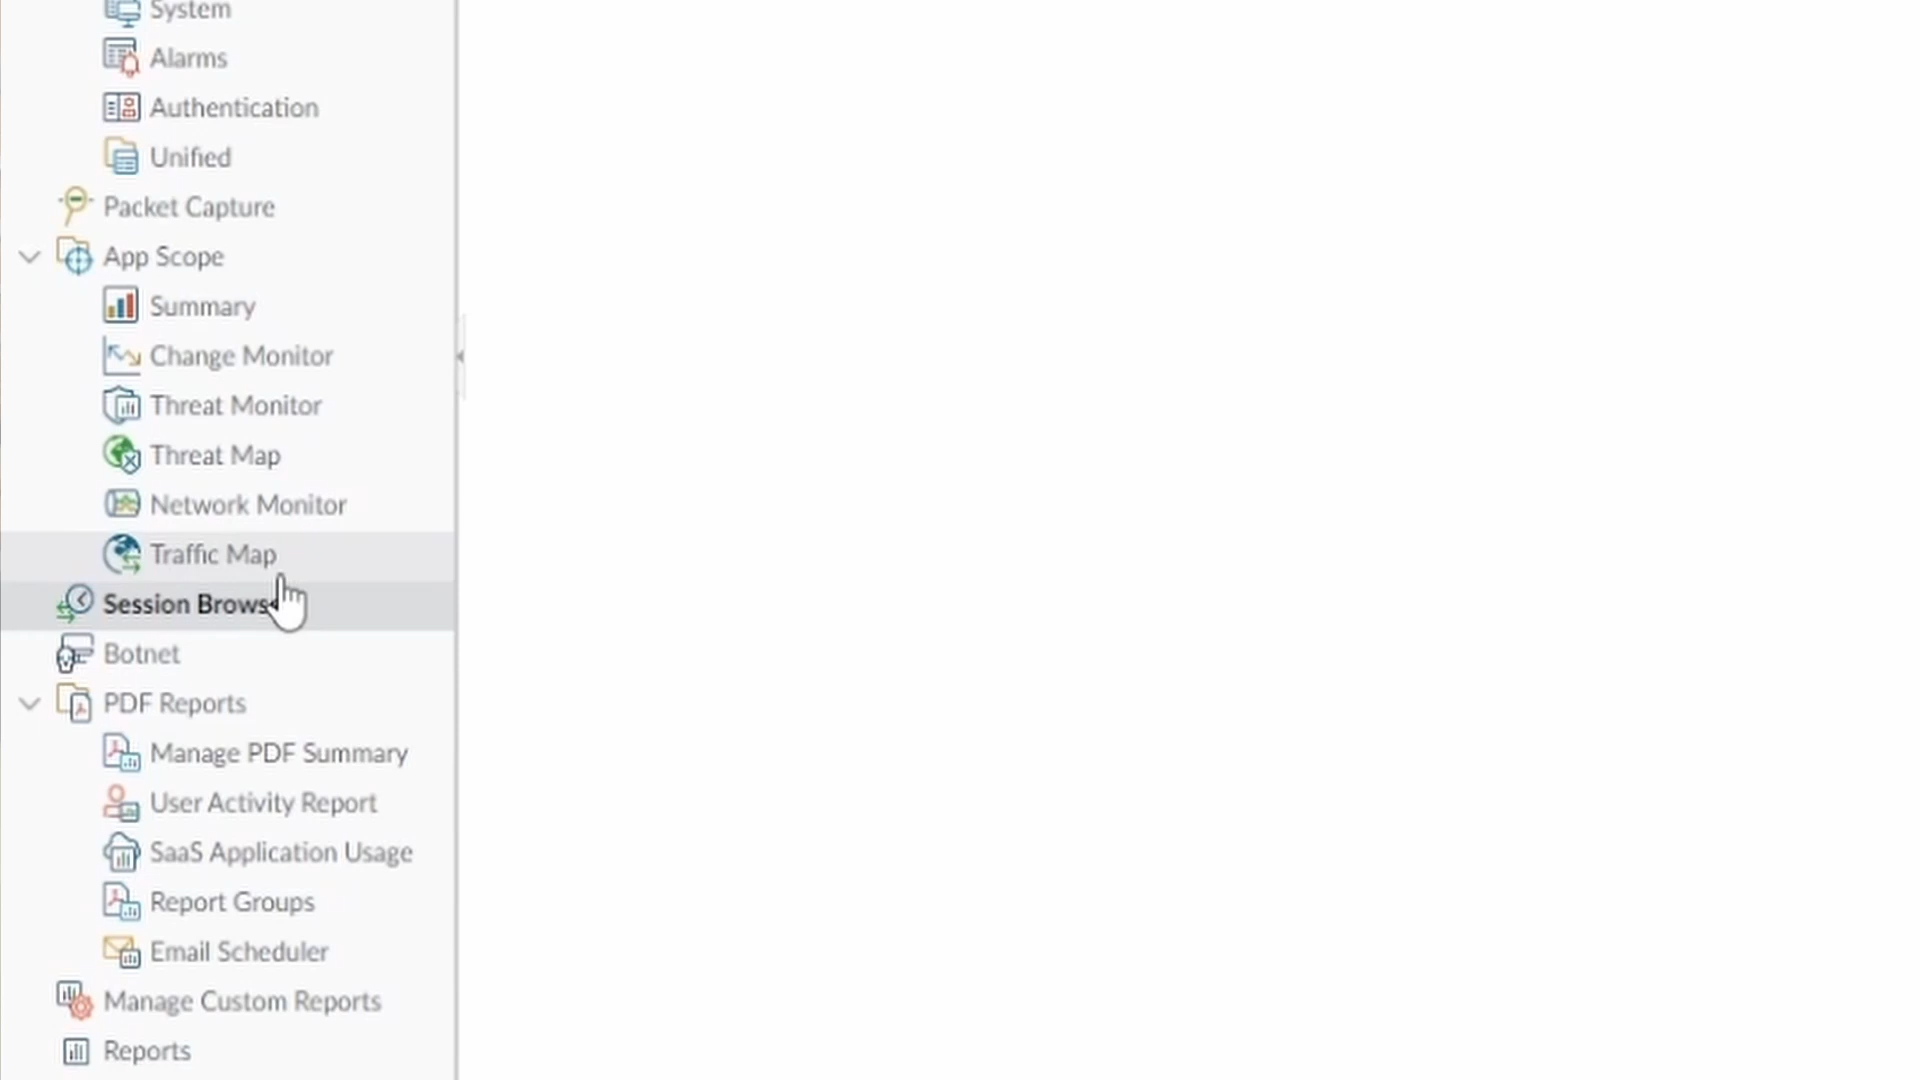 System
Alarms
Authentication
Unified
Packet Capture
App Scope
Summary
Change Monitor
Threat Monitor
Threat Map
Network Monitor
Traffic Map
Session Brows
Botnet
PDF Reports
Manage PDF Summary
User Activity Report
SaaS Application Usage
Report Groups
Email Scheduler
Manage Custom Reports
Reports